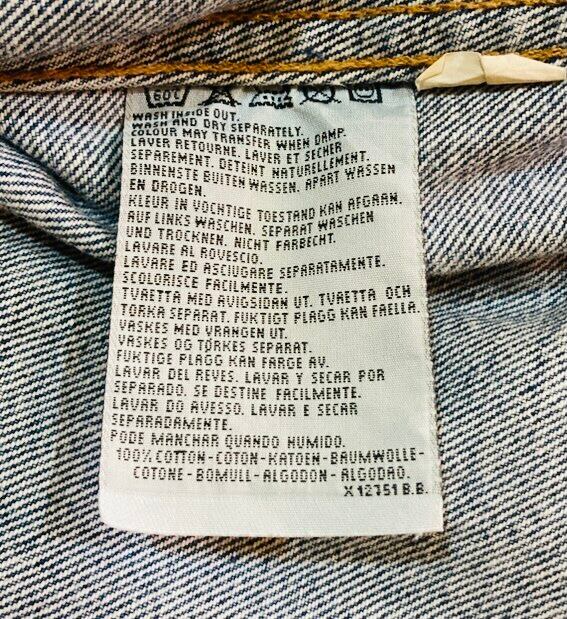 60C
WASH INSIDE OUT.
WASH AND DRY SEPARATELY.
COLOUR MAY TRANSFER WHEN DAMP.
LAVER RETOURNE. LAVER ET SECHER
SEPAREMENT. DETEINT NATURELLEMENT.
BINNENSTE BUITEN WASSEN. APART WASSEN
EN DROGEN.
KLEUR IN VOCHTIGE TOESTAND KAN AFGAAN.
AUF LINKS WASCHEN. SEPARAT WASCHEN
UND TROCKNEN. NICHT FARBECHT.
LAVARE AL ROVESCIO.
LAVARE ED ASCIUGARE SEPARATAMENTE.
SCOLORISCE FACILMENTE.
TVAETTA MED AVIGSIDAN UT. TVAETTA OCH
TORKA SEPARAT. FUKTIGT PLAGG KAN FAELLA.
VASKES MED VRANGEN UT.
VASKES OG TØRKES SEPARAT.
FUKTIGE PLAGG KAN FARGE AV.
LAVAR DEL REVES. LAVAR Y SECAR POR
SEPARADO. SE DESTINE FACILMENTE.
LAVAR DO AVESSO. LAVAR E SECAR
SEPARADAMENTE.
PODE MANCHAR QUANDO HUMIDO.
100% COTTON-COTON-KATOEN-BAUMWOLLE-
COTONE-BOMULL-ALGODON-ALGODAO.
X 12751 B.B.